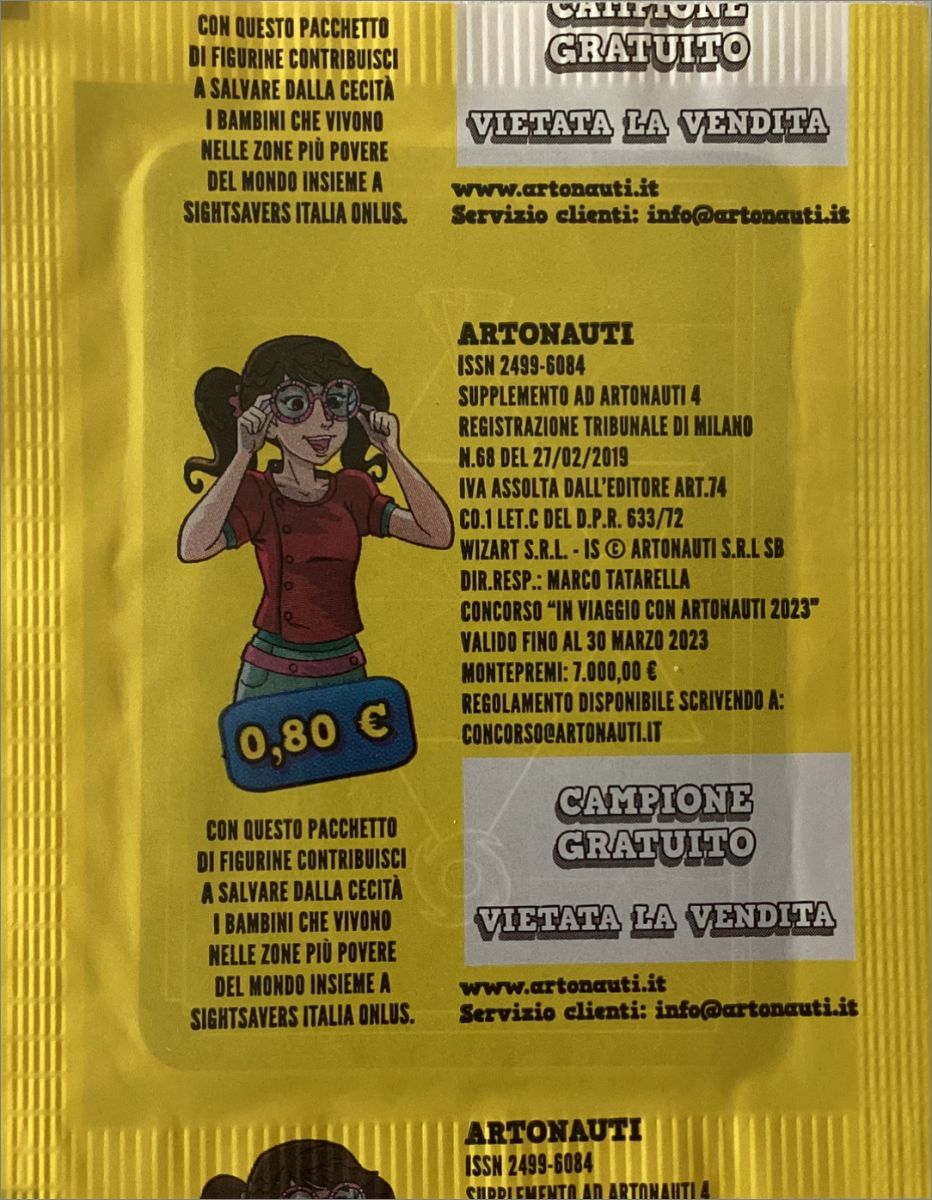 CON QUESTO PACCHETTO
DI FIGURINE CONTRIBUISCI
A SALVARE DALLA CECITÀ
I BAMBINI CHE VIVONO
NELLE ZONE PIÙ POVERE
DEL MONDO INSIEME A
SIGHTSAVERS ITALIA ONLUS.
CAMPIONE
GRATUITO
VIETATA LA VENDITA
www.artonauti.it
Servizio clienti: info@artonauti.it
ARTONAUTI
ISSN 2499-6084
SUPPLEMENTO AD ARTONAUTI 4
REGISTRAZIONE TRIBUNALE DI MILANO
N.68 DEL 27/02/2019
IVA ASSOLTA DALL'EDITORE ART.74
CO.1 LET.C DEL D.P.R. 633/72
WIZART S.R.L. - IS © ARTONAUTI S.R.L SB
DIR.RESP.: MARCO TATARELLA
CONCORSO "IN VIAGGIO CON ARTONAUTI 2023"
VALIDO FINO AL 30 MARZO 2023
MONTEPREMI: 7.000,00 €
REGOLAMENTO DISPONIBILE SCRIVENDO A:
CONCORSO@ARTONAUTI.IT
0,80 €
CON QUESTO PACCHETTO
DI FIGURINE CONTRIBUISCI
A SALVARE DALLA CECITÀ
I BAMBINI CHE VIVONO
NELLE ZONE PIÙ POVERE
DEL MONDO INSIEME A
SIGHTSAVERS ITALIA ONLUS.
CAMPIONE
GRATUITO
VIETATA LA VENDITA
www.artonauti.it
Servizio clienti: info@artonauti.it
ARTONAUTI
ISSN 2499-6084
SUPPLEMENTO AD ARTONAUTI 4